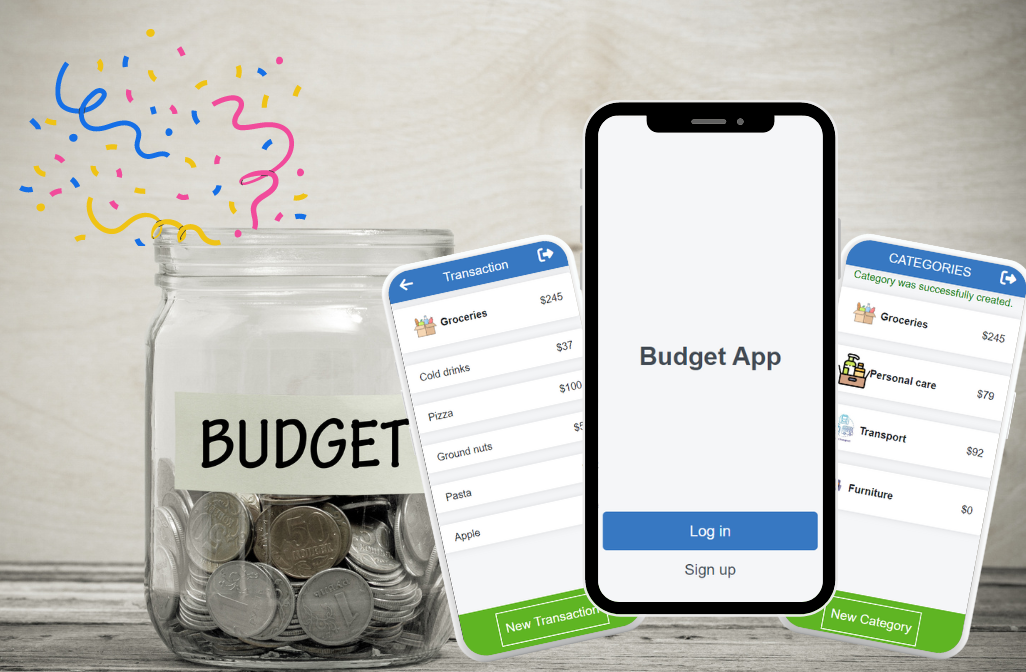 BUDGET
Transaction
Groceries $245
Cold drinks $37
Pizza $100
Ground nuts
Pasta
Apple
New Transaction
Budget App
Log in
Sign up
CATEGORIES
Category was successfully created.
Groceries $245
Personal care $79
Transport $92
Furniture $0
New Category